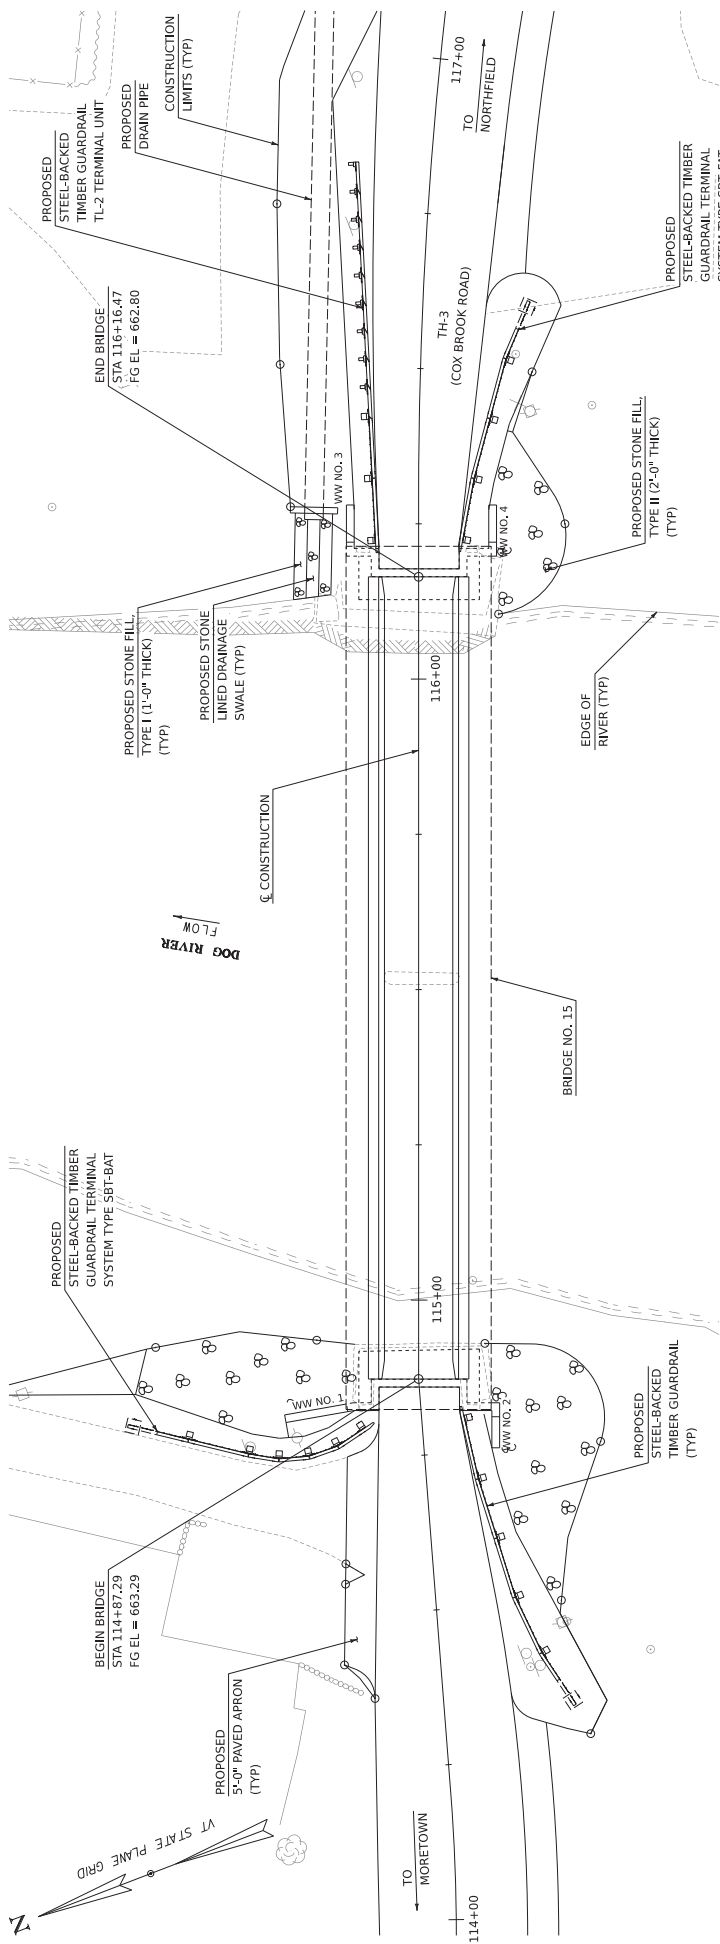 PROPOSED
STEEL-BACKED
TIMBER GUARDRAIL
TL-2 TERMINAL UNIT
PROPOSED
DRAIN PIPE
CONSTRUCTION
LIMITS (TYP)
117+00
TO
NORTHFIELD
PROPOSED
STEEL-BACKED TIMBER
GUARDRAIL TERMINAL
END BRIDGE
STA 116+16.47
FG EL = 662.80
TH-3
(COX BROOK ROAD)
WW NO. 3
WW NO. 4
PROPOSED STONE FILL,
TYPE II (2'-0" THICK)
(TYP)
PROPOSED STONE FILL,
TYPE I (1'-0" THICK)
(TYP)
PROPOSED STONE
LINED DRAINAGE
SWALE (TYP)
116+00
EDGE OF
RIVER (TYP)
℄ CONSTRUCTION
DOG RIVER
FLOW
BRIDGE NO. 15
PROPOSED
STEEL-BACKED TIMBER
GUARDRAIL TERMINAL
SYSTEM TYPE SBT-BAT
115+00
WW NO. 1
WW NO. 2
PROPOSED
STEEL-BACKED
TIMBER GUARDRAIL
(TYP)
BEGIN BRIDGE
STA 114+87.29
FG EL = 663.29
PROPOSED
5'-0" PAVED APRON
(TYP)
VT STATE PLANE GRID
N
TO
MORETOWN
114+00